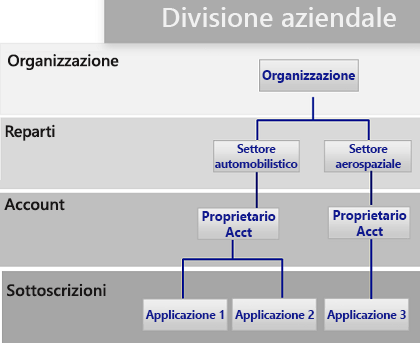 Divisione aziendale
Organizzazione
Organizzazione
Reparti
Settore
automobilistico
Settore
aerospaziale
Account
Proprietario
Acct
Proprietario
Acct
Sottoscrizioni
Applicazione 1
Applicazione 2
Applicazione 3